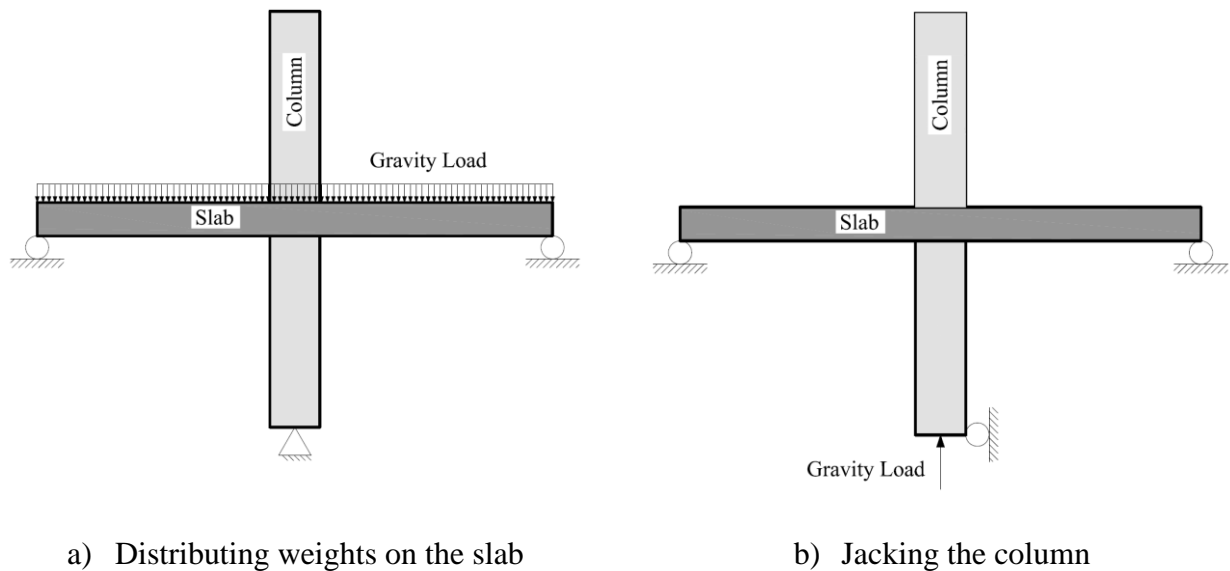 Column
Gravity Load
Slab
Column
Slab
Gravity Load
a) Distributing weights on the slab
b) Jacking the column